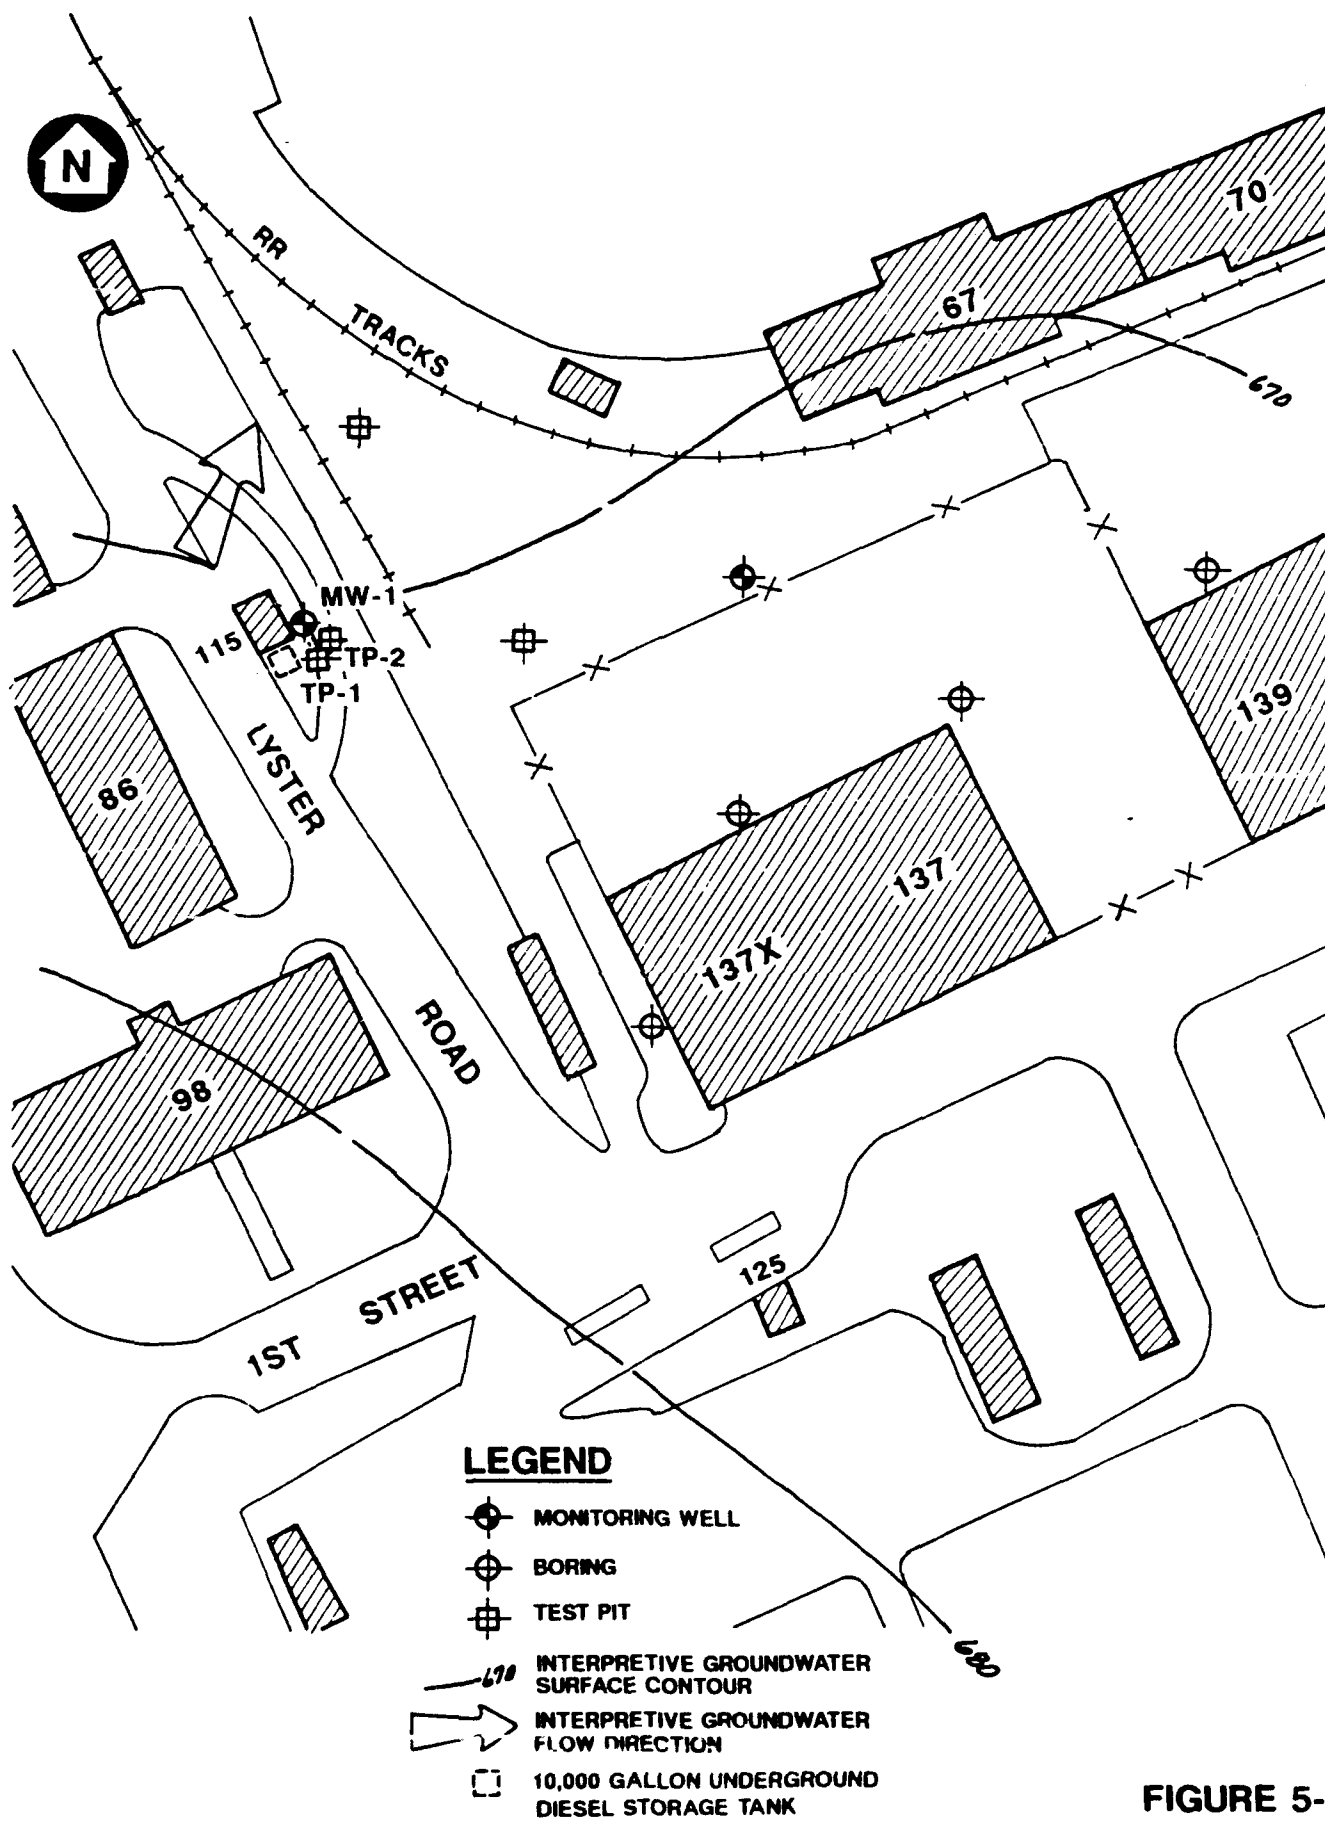 N
RR
TRACKS
70
67
670
MW-1
115
TP-2
TP-1
139
LYSTER
86
137
137X
ROAD
98
125
1ST STREET
LEGEND
MONITORING WELL
BORING
TEST PIT
670 INTERPRETIVE GROUNDWATER
SURFACE CONTOUR
680
INTERPRETIVE GROUNDWATER
FLOW DIRECTION
10,000 GALLON UNDERGROUND
DIESEL STORAGE TANK
FIGURE 5-